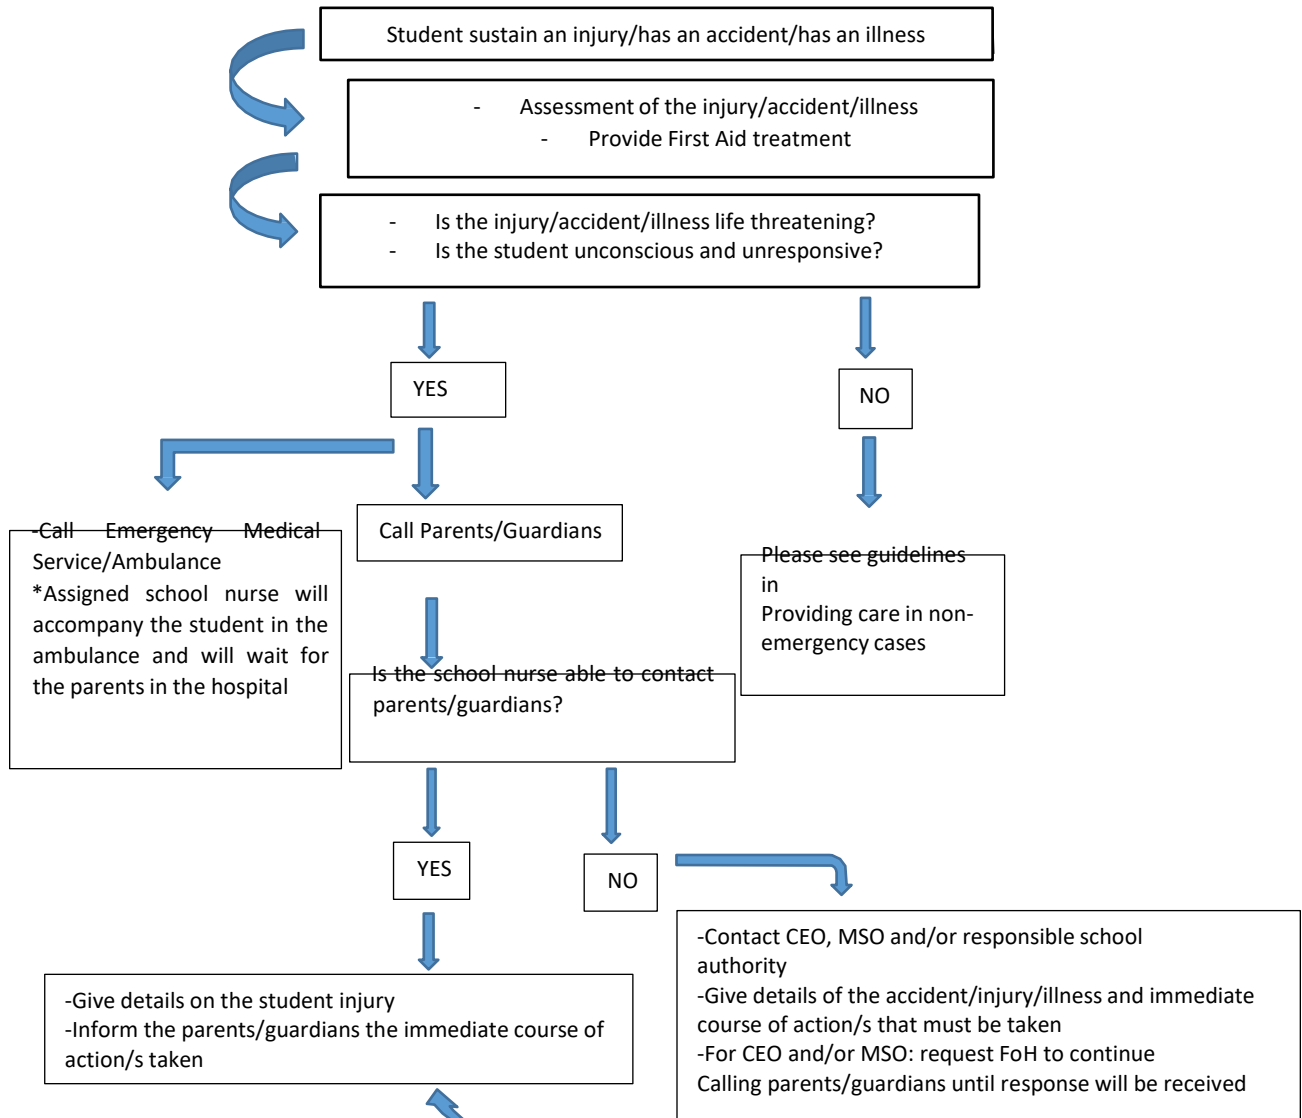 Student sustain an injury/has an accident/has an illness
- Assessment of the injury/accident/illness
- Provide First Aid treatment
- Is the injury/accident/illness life threatening?
- Is the student unconscious and unresponsive?
YES
NO
-Call Emergency Medical
Service/Ambulance
*Assigned school nurse will
accompany the student in the
ambulance and will wait for
the parents in the hospital
Call Parents/Guardians
Please see guidelines
in
Providing care in non-
emergency cases
Is the school nurse able to contact
parents/guardians?
YES
NO
-Give details on the student injury
-Inform the parents/guardians the immediate course of
action/s taken
-Contact CEO, MSO and/or responsible school
authority
-Give details of the accident/injury/illness and immediate
course of action/s that must be taken
-For CEO and/or MSO: request FoH to continue
Calling parents/guardians until response will be received